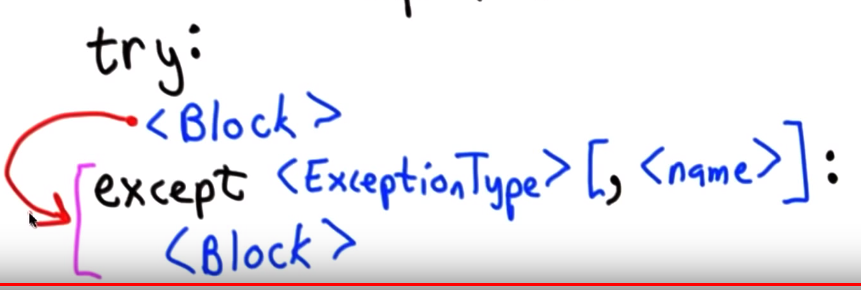 try:
<Block>
except <ExceptionType> [, <name>]:
<Block>